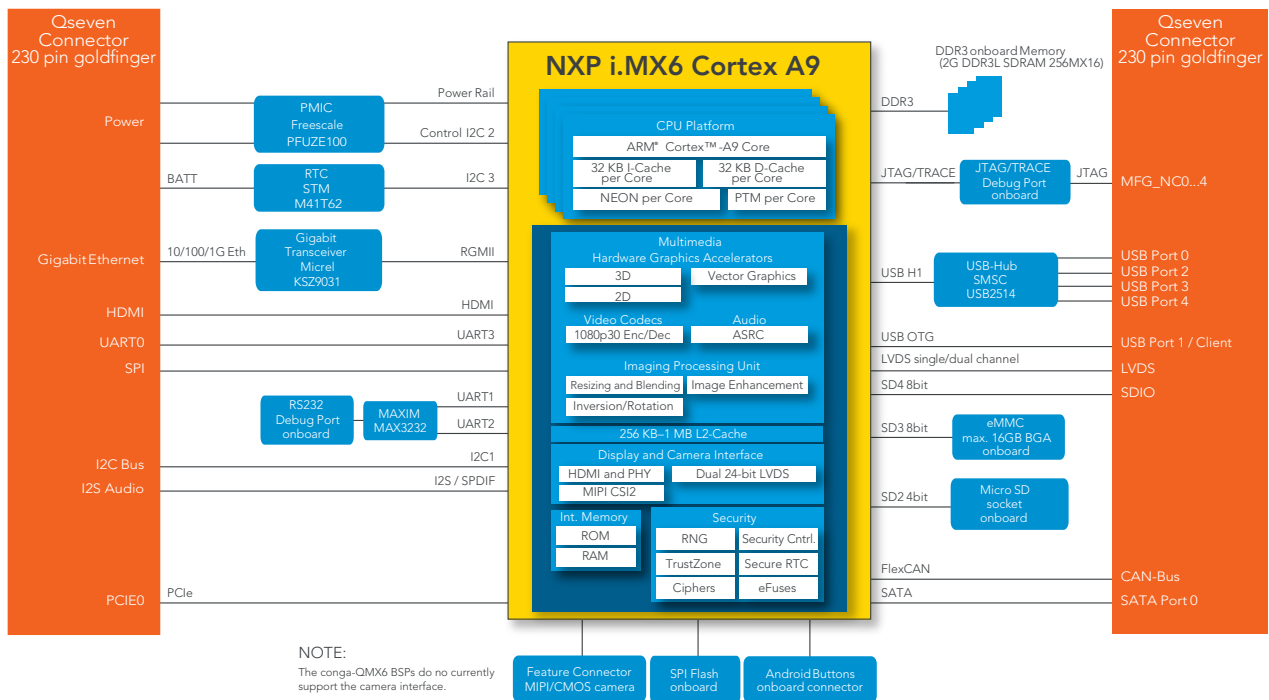 Qseven
Connector
230 pin goldfinger
Power
Gigabit Ethernet
HDMI
UART0
SPI
I2C Bus
I2S Audio
PCIE0
BATT
10/100/1G Eth
PCIe
PMIC
Freescale
PFUZE100
RTC
STM
M41T62
Gigabit
Transceiver
Micrel
KSZ9031
RS232
Debug Port
onboard
MAXIM
MAX3232
Power Rail
Control I2C 2
I2C 3
RGMII
HDMI
UART3
UART1
UART2
I2C1
I2S / SPDIF
NXP i.MX6 Cortex A9
CPU Platform
ARM® Cortex™-A9 Core
32 KB I-Cache
per Core
32 KB D-Cache
per Core
NEON per Core
PTM per Core
Multimedia
Hardware Graphics Accelerators
3D
Vector Graphics
2D
Video Codecs
Audio
1080p30 Enc/Dec
ASRC
Imaging Processing Unit
Resizing and Blending
Image Enhancement
Inversion/Rotation
256 KB–1 MB L2-Cache
Display and Camera Interface
HDMI and PHY
Dual 24-bit LVDS
MIPI CSI2
Int. Memory
ROM
RAM
Security
RNG
Security Cntrl.
TrustZone
Secure RTC
Ciphers
eFuses
DDR3 onboard Memory
(2G DDR3L SDRAM 256MX16)
DDR3
JTAG/TRACE
JTAG/TRACE
Debug Port
onboard
JTAG
USB H1
USB-Hub
SMSC
USB2514
USB OTG
LVDS single/dual channel
SD4 8bit
SD3 8bit
eMMC
max. 16GB BGA
onboard
SD2 4bit
Micro SD
socket
onboard
FlexCAN
SATA
Qseven
Connector
230 pin goldfinger
MFG_NC0...4
USB Port 0
USB Port 2
USB Port 3
USB Port 4
USB Port 1 / Client
LVDS
SDIO
CAN-Bus
SATA Port 0
NOTE:
The conga-QMX6 BSPs do no currently
support the camera interface.
Feature Connector
MIPI/CMOS camera
SPI Flash
onboard
Android Buttons
onboard connector